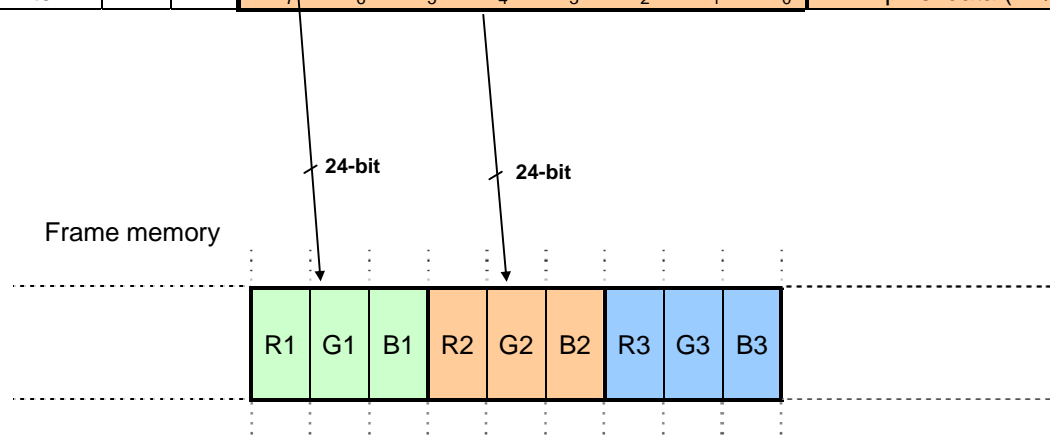 24-bit
24-bit
Frame memory
R1 G1 B1 R2 G2 B2 R3 G3 B3